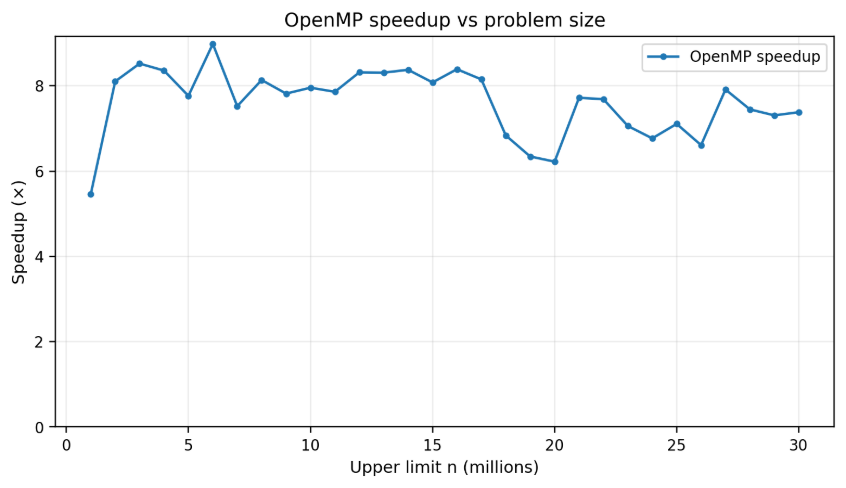 OpenMP speedup vs problem size
OpenMP speedup
Speedup (×)
8
6
4
2
0
0 5 10 15 20 25 30
Upper limit n (millions)